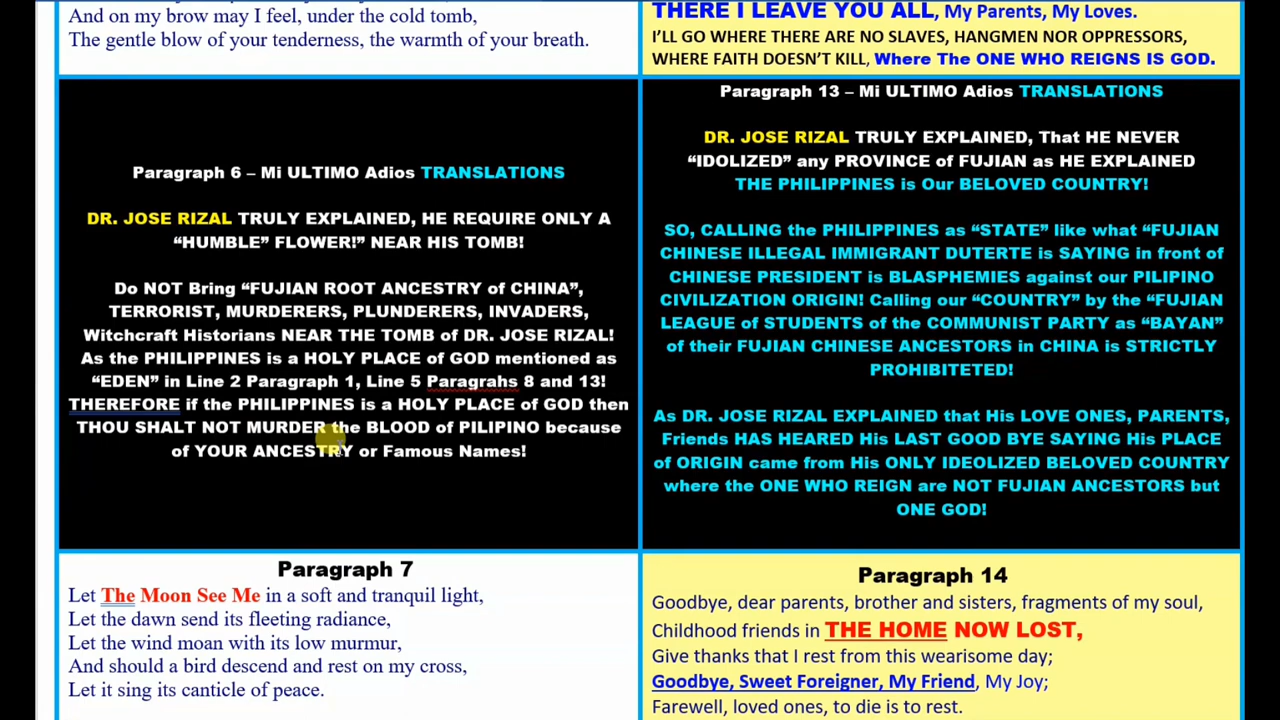 And on my brow may I feel, under the cold tomb,
The gentle blow of your tenderness, the warmth of your breath.
Paragraph 6 – Mi ULTIMO Adios TRANSLATIONS
DR. JOSE RIZAL TRULY EXPLAINED, HE REQUIRE ONLY A
“HUMBLE” FLOWER!” NEAR HIS TOMB!
Do NOT Bring “FUJIAN ROOT ANCESTRY of CHINA”,
TERRORIST, MURDERERS, PLUNDERERS, INVADERS,
Witchcraft Historians NEAR THE TOMB of DR. JOSE RIZAL!
As the PHILIPPINES is a HOLY PLACE of GOD mentioned as
“EDEN” in Line 2 Paragraph 1, Line 5 Paragrahs 8 and 13!
THEREFORE if the PHILIPPINES is a HOLY PLACE of GOD then
THOU SHALT NOT MURDER the BLOOD of PILIPINO because
of YOUR ANCESTRY or Famous Names!
Paragraph 7
Let The Moon See Me in a soft and tranquil light,
Let the dawn send its fleeting radiance,
Let the wind moan with its low murmur,
And should a bird descend and rest on my cross,
Let it sing its canticle of peace.
THERE I LEAVE YOU ALL, My Parents, My Loves.
I’LL GO WHERE THERE ARE NO SLAVES, HANGMEN NOR OPPRESSORS,
WHERE FAITH DOESN’T KILL, Where The ONE WHO REIGNS IS GOD.
Paragraph 13 – Mi ULTIMO Adios TRANSLATIONS
DR. JOSE RIZAL TRULY EXPLAINED, That HE NEVER
“IDOLIZED” any PROVINCE of FUJIAN as HE EXPLAINED
THE PHILIPPINES is Our BELOVED COUNTRY!
SO, CALLING the PHILIPPINES as “STATE” like what “FUJIAN
CHINESE ILLEGAL IMMIGRANT DUTERTE is SAYING in front of
CHINESE PRESIDENT is BLASPHEMIES against our PILIPINO
CIVILIZATION ORIGIN! Calling our “COUNTRY” by the “FUJIAN
LEAGUE of STUDENTS of the COMMUNIST PARTY as “BAYAN”
of their FUJIAN CHINESE ANCESTORS in CHINA is STRICTLY
PROHIBITETED!
As DR. JOSE RIZAL EXPLAINED that His LOVE ONES, PARENTS,
Friends HAS HEARED His LAST GOOD BYE SAYING His PLACE
of ORIGIN came from His ONLY IDEOLIZED BELOVED COUNTRY
where the ONE WHO REIGN are NOT FUJIAN ANCESTORS but
ONE GOD!
Paragraph 14
Goodbye, dear parents, brother and sisters, fragments of my soul,
Childhood friends in THE HOME NOW LOST,
Give thanks that I rest from this wearisome day;
Goodbye, Sweet Foreigner, My Friend, My Joy;
Farewell, loved ones, to die is to rest.